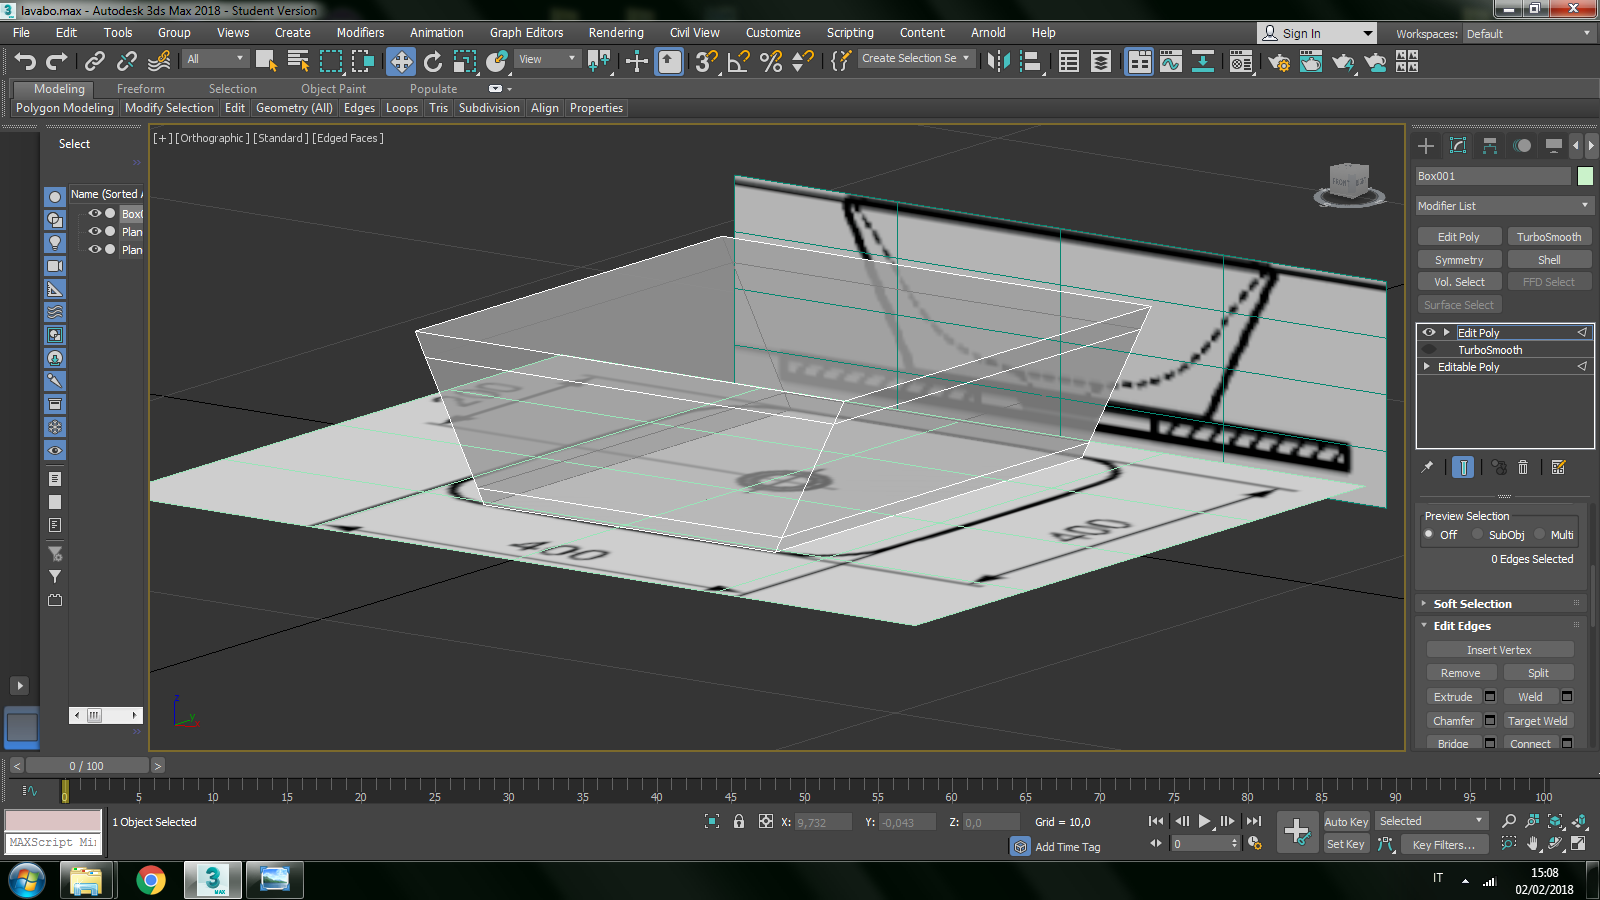 lavabo.max - Autodesk 3ds Max 2018 - Student Version
File Edit Tools Group Views Create Modifiers Animation Graph Editors Rendering Civil View Customize Scripting Content Arnold Help
Sign In Workspaces: Default
All View Create Selection Se
Modeling Freeform Selection Object Paint Populate
Polygon Modeling Modify Selection Edit Geometry (All) Edges Loops Tris Subdivision Align Properties
Select
Name (Sorted A
Box0
Plan
Plan
[+] [Orthographic] [Standard] [Edged Faces]
FRONT
400
400
z
y
Box001
Modifier List
Edit Poly TurboSmooth
Symmetry Shell
Vol. Select FFD Select
Surface Select
Edit Poly
TurboSmooth
Editable Poly
Preview Selection
Off SubObj Multi
0 Edges Selected
Soft Selection
Edit Edges
Insert Vertex
Remove Split
Extrude Weld
Chamfer Target Weld
Bridge Connect
< 0 / 100 >
0 5 10 15 20 25 30 35 40 45 50 55 60 65 70 75 80 85 90 95 100
1 Object Selected X: 9,732 Y: -0,043 Z: 0,0 Grid = 10,0
Auto Key Selected
MAXScript Mi
Add Time Tag 0 Set Key Key Filters...
3
MAX
IT 15:08
02/02/2018